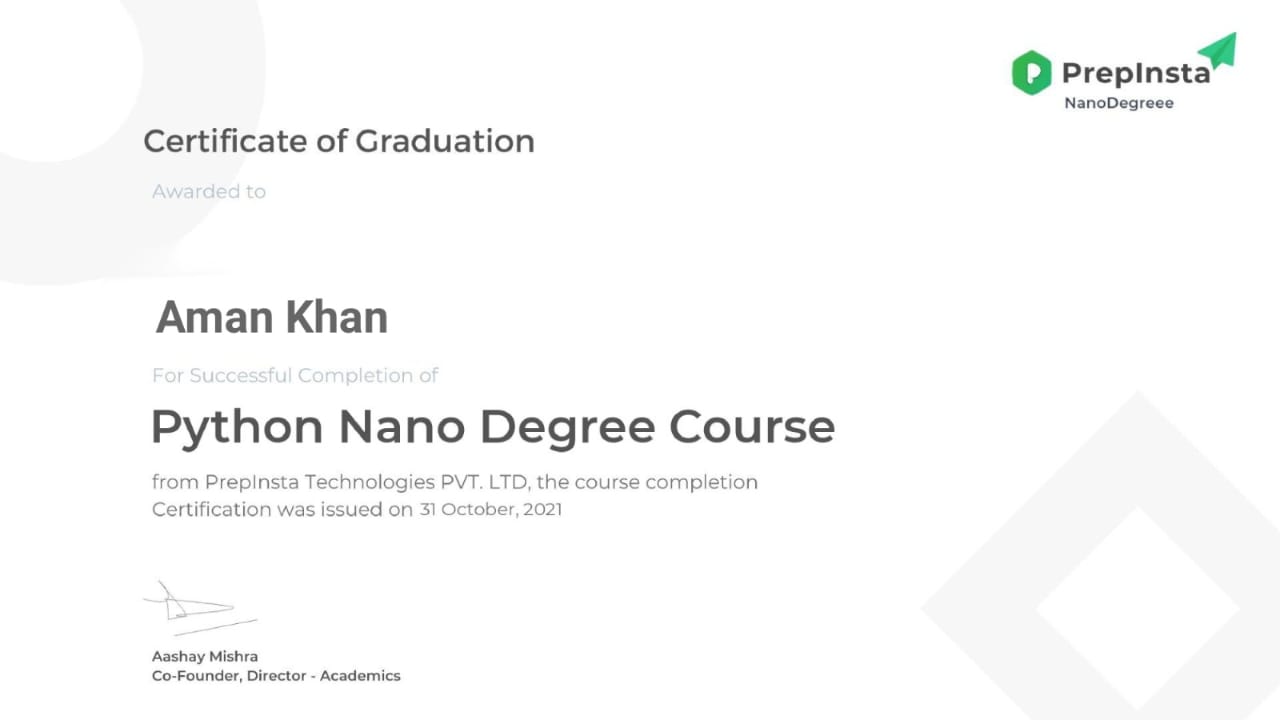 PrepInsta
NanoDegreee
Certificate of Graduation
Awarded to
Aman Khan
For Successful Completion of
Python Nano Degree Course
from PrepInsta Technologies PVT. LTD, the course completion
Certification was issued on 31 October, 2021
Aashay Mishra
Co-Founder, Director - Academics